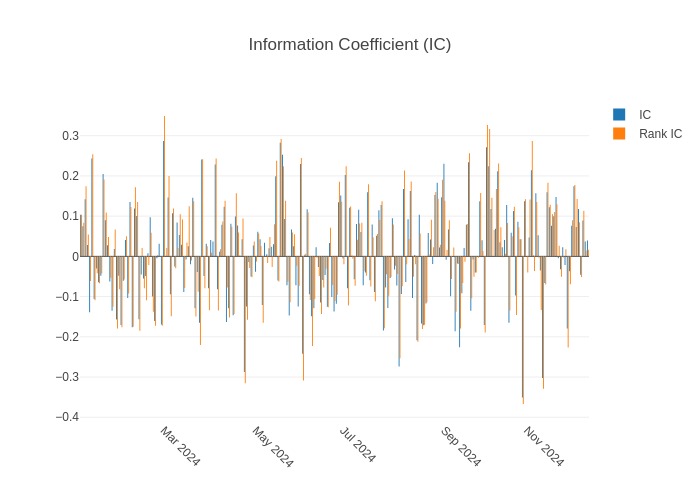 Information Coefficient (IC)
IC
Rank IC
0.3
0.2
0.1
0
−0.1
−0.2
−0.3
−0.4
Mar 2024
May 2024
Jul 2024
Sep 2024
Nov 2024